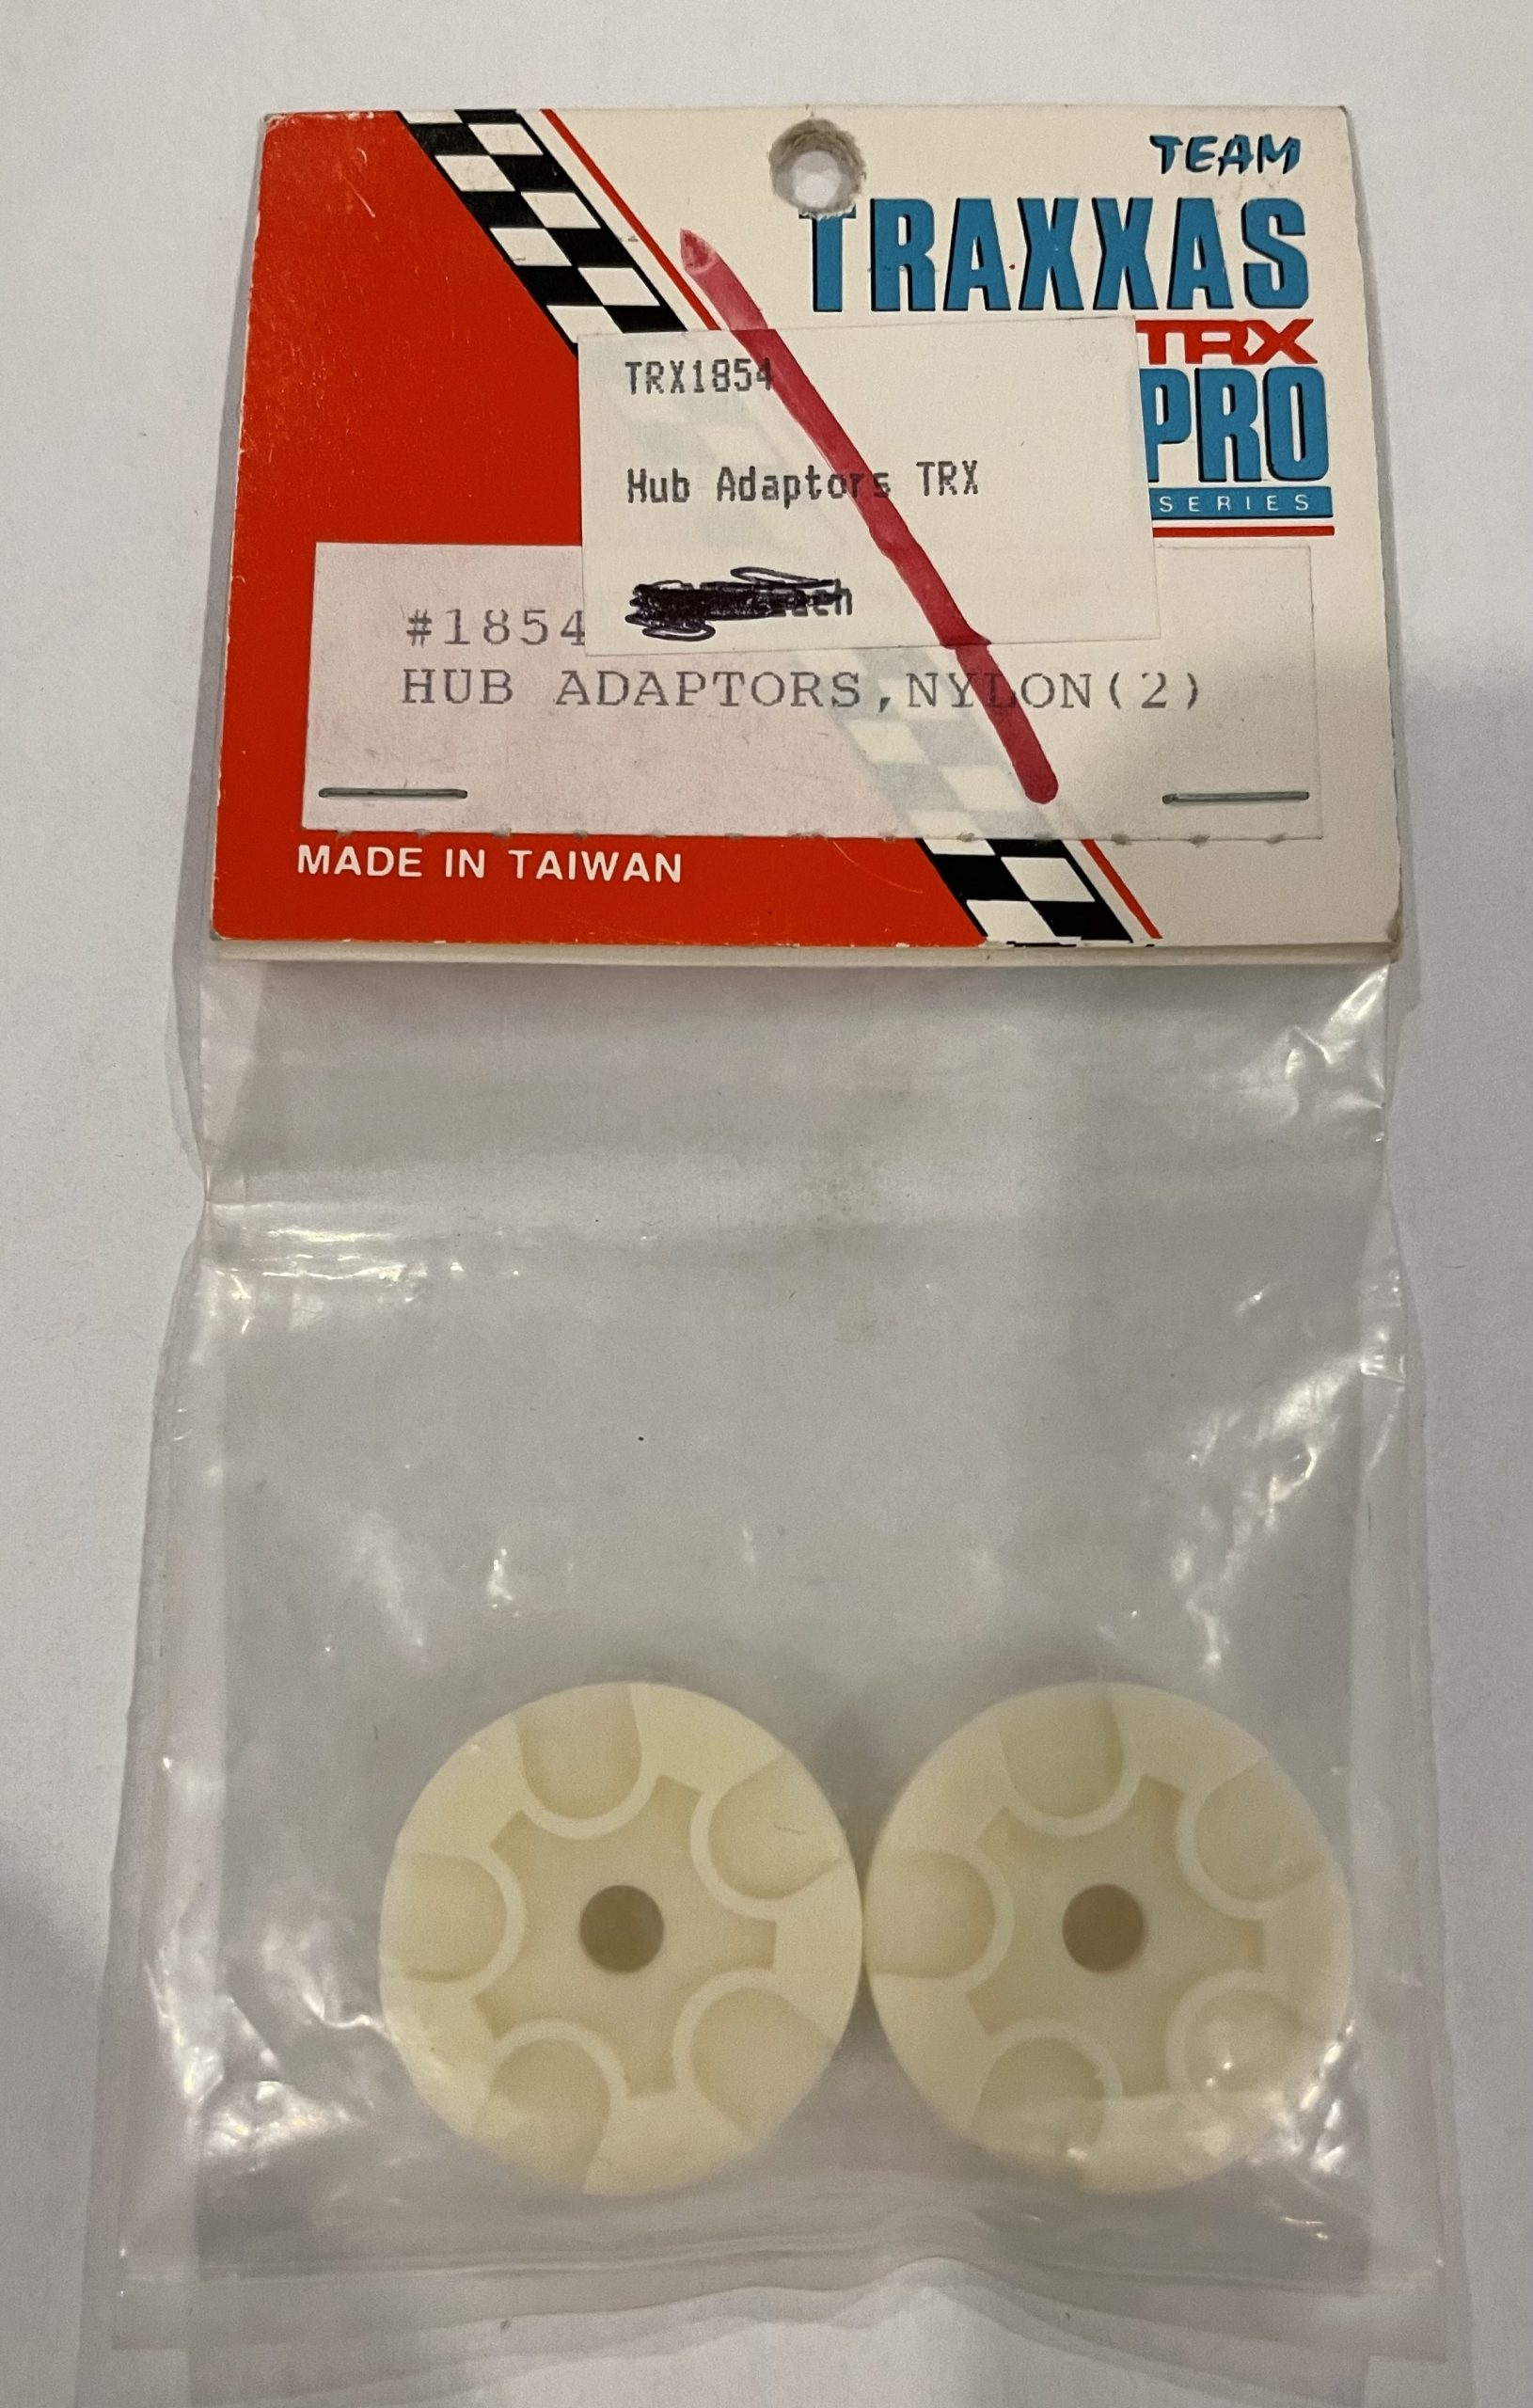 TEAM
TRAXXAS
TRX
PRO
SERIES
TRX1854
Hub Adaptors TRX
#1854
HUB ADAPTORS,NYLON(2)
MADE IN TAIWAN